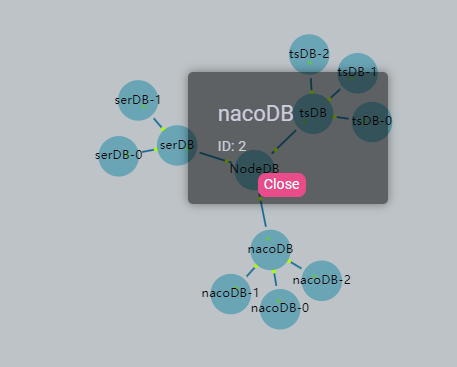 tsDB-2
tsDB-1
serDB-1
nacoDB
tsDB
tsDB-0
serDB
serDB-0
ID: 2
NodeDB
Close
nacoDB
nacoDB-2
nacoDB-1
nacoDB-0